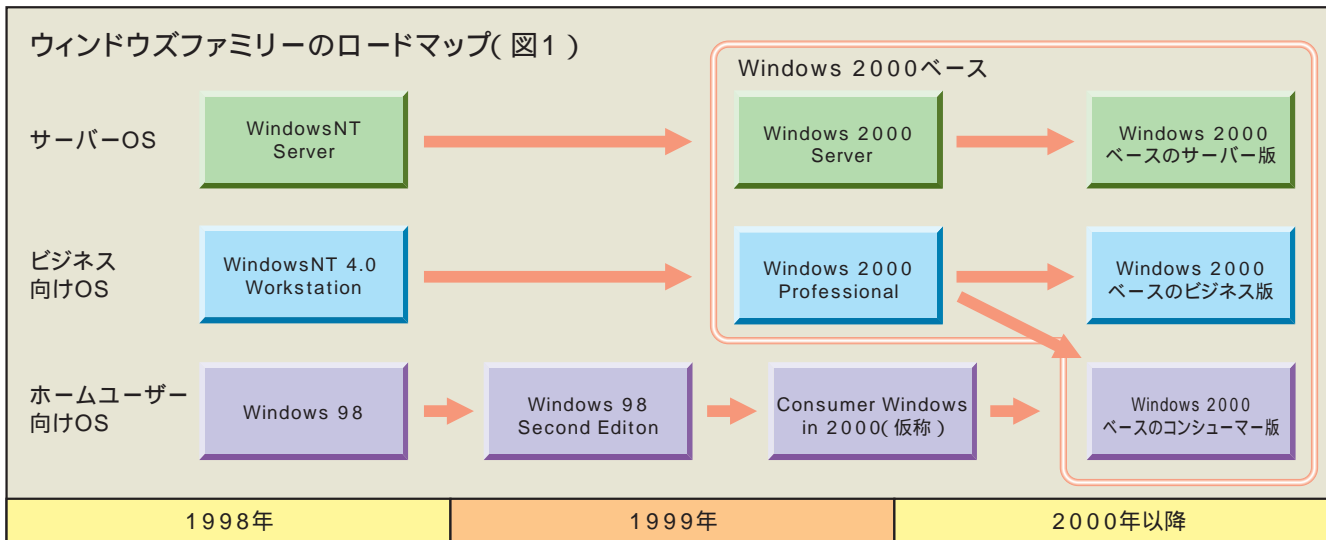 ウィンドウズファミリーのロードマップ(図1)
Windows 2000ベース
サーバーOS
WindowsNT
Server
Windows 2000
Server
Windows 2000
ベースのサーバー版
ビジネス
向けOS
WindowsNT 4.0
Workstation
Windows 2000
Professional
Windows 2000
ベースのビジネス版
ホームユーザー
向けOS
Windows 98
Windows 98
Second Editon
Consumer Windows
in 2000(仮称)
Windows 2000
ベースのコンシューマー版
1998年
1999年
2000年以降